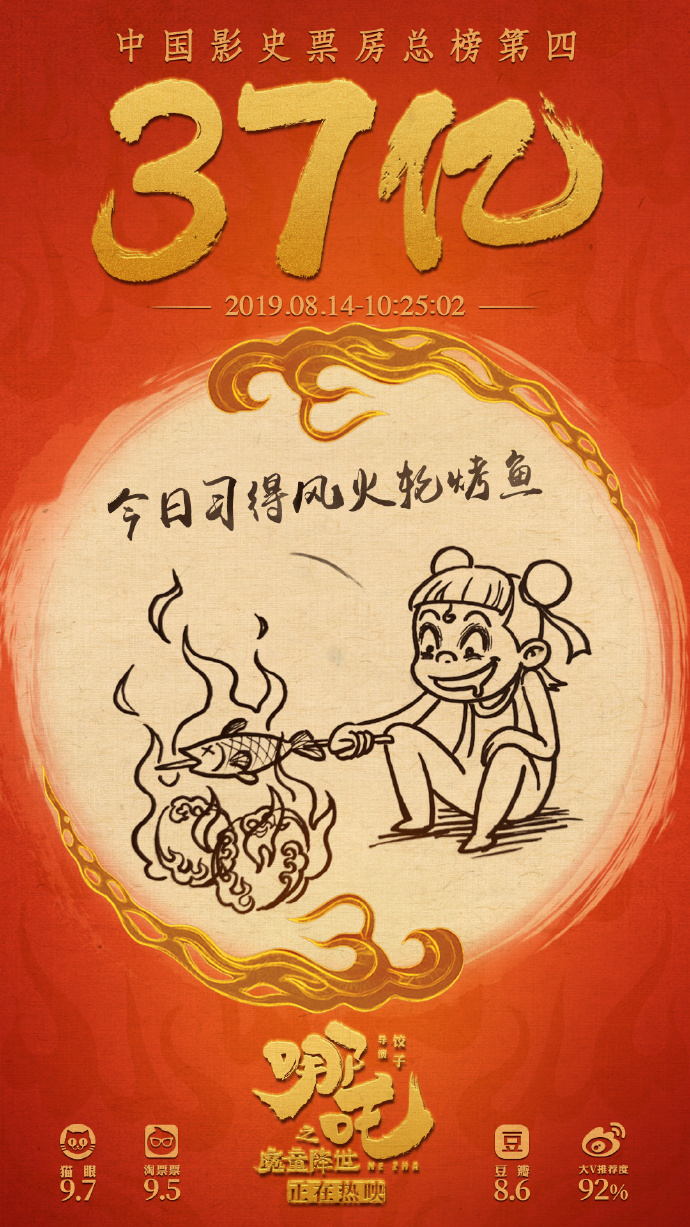 中国影史票房总榜第四
37亿
2019.08.14-10:25:02
今日习得风火轮烤鱼
哪吒
之
魔童降世
NE ZHA
导演
饺子
正在热映
猫眼
9.7
淘票票
9.5
豆
豆瓣
8.6
大V推荐度
92%